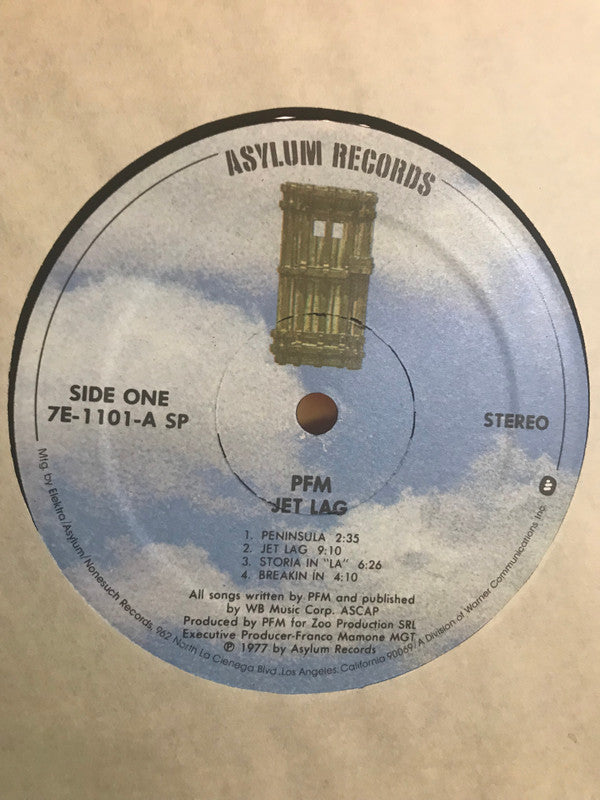 ASYLUM RECORDS
SIDE ONE
7E-1101-A SP
STEREO
PFM
JET LAG
1. PENINSULA 2:35
2. JET LAG 9:10
3. STORIA IN "LA" 6:26
4. BREAKIN IN 4:10
All songs written by PFM and published
by WB Music Corp. ASCAP
Produced by PFM for Zoo Production SRL
Executive Producer-Franco Mamone MGT
℗ 1977 by Asylum Records
Mfg. by Elektra/Asylum/Nonesuch Records, 962 North La Cienega Blvd., Los Angeles, California 90069/A Division of Warner Communications Inc.